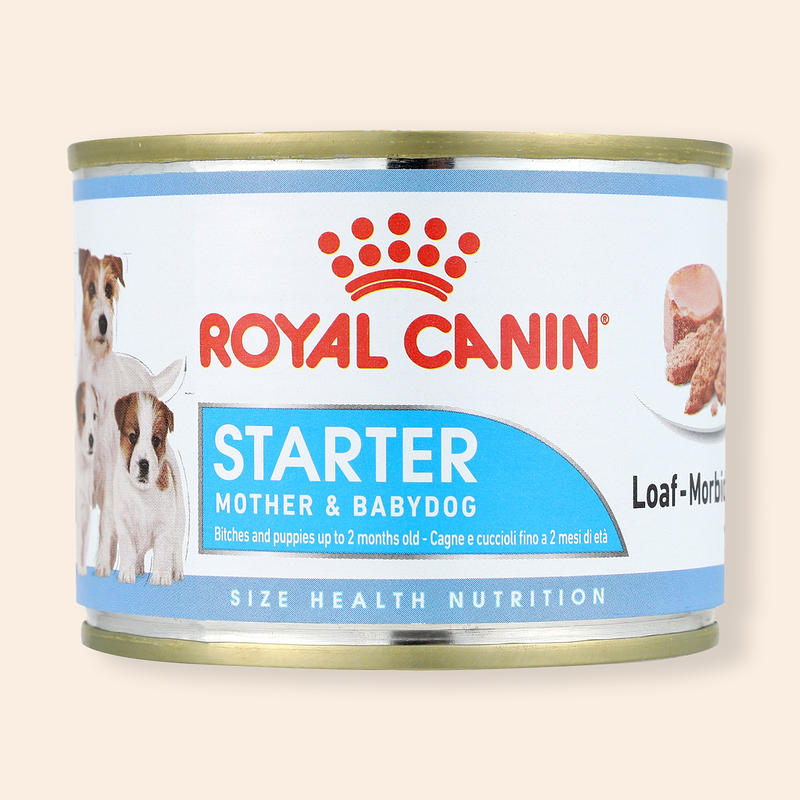 ROYAL CANIN®
STARTER
MOTHER & BABYDOG
Bitches and puppies up to 2 months old - Cagne e cuccioli fino a 2 mesi di età
Loaf-
SIZE HEALTH NUTRITION